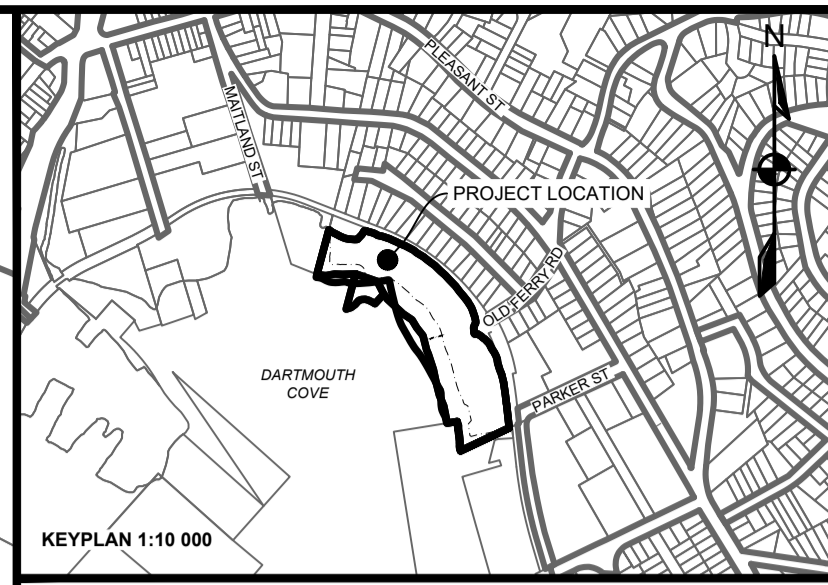 N
PLEASANT ST
MAITLAND ST
PROJECT LOCATION
OLD FERRY RD
DARTMOUTH
COVE
PARKER ST
KEYPLAN 1:10 000